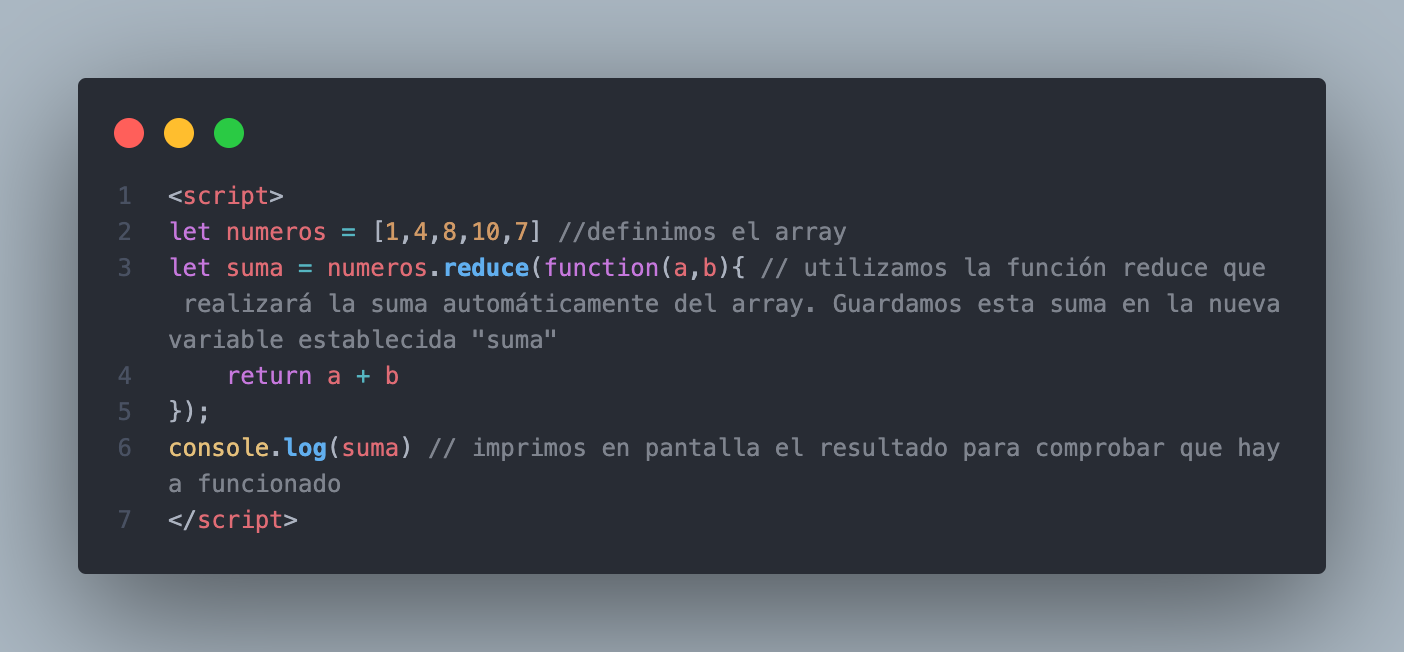 1 <script>
2 let numeros = [1,4,8,10,7] //definimos el array
3 let suma = numeros.reduce(function(a,b){ // utilizamos la función reduce que
realizará la suma automáticamente del array. Guardamos esta suma en la nueva
variable establecida "suma"
4 return a + b
5 });
6 console.log(suma) // imprimos en pantalla el resultado para comprobar que hay
a funcionado
7 </script>